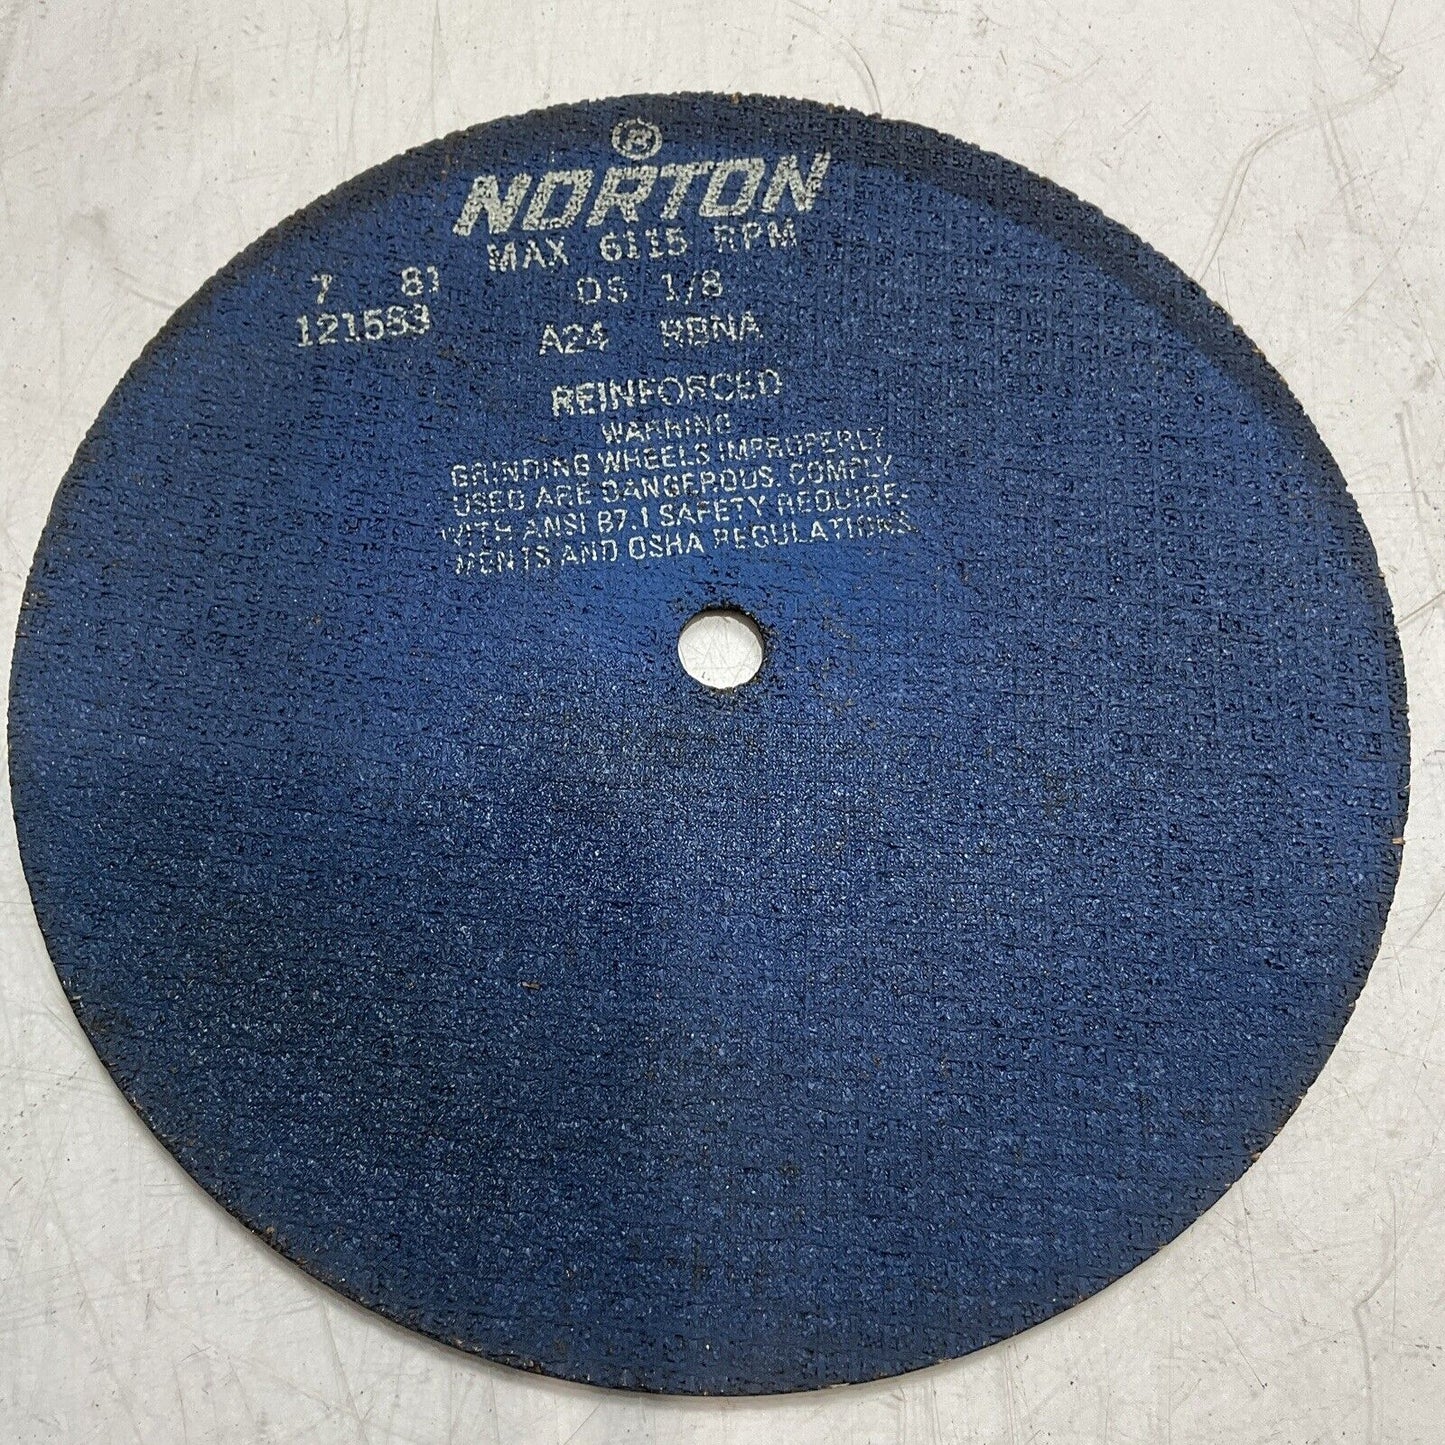 ®
NORTON
MAX 6115 RPM
7 81
OS 1/8
121583
A24 RBNA
REINFORCED
WARNING
GRINDING WHEELS IMPROPERLY
USED ARE DANGEROUS. COMPLY
WITH ANSI B7.1 SAFETY REQUIRE-
MENTS AND OSHA REGULATIONS